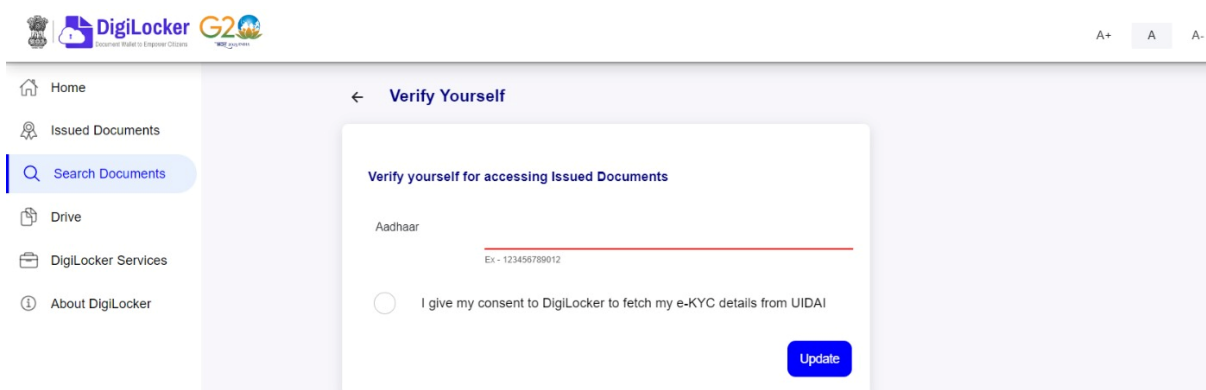 DigiLocker
Document Wallet to Empower Citizens
G20
A+ A A-
Home
Issued Documents
Search Documents
Drive
DigiLocker Services
About DigiLocker
← Verify Yourself
Verify yourself for accessing Issued Documents
Aadhaar
Ex - 123456789012
I give my consent to DigiLocker to fetch my e-KYC details from UIDAI
Update